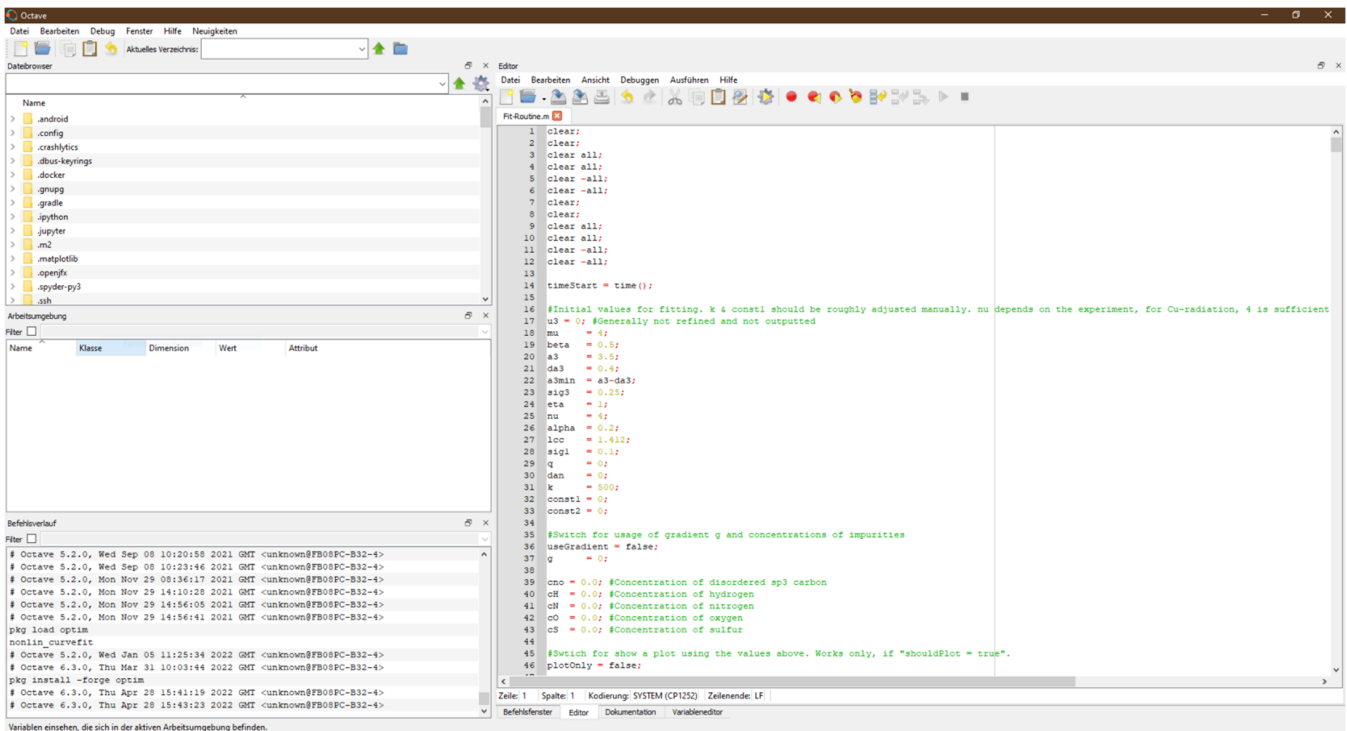 Octave
Datei Bearbeiten Debug Fenster Hilfe Neuigkeiten
Aktuelles Verzeichnis:
Dateibrowser
Name
.android
.config
.crashlytics
.dbus-keyrings
.docker
.gnupg
.gradle
.ipython
.jupyter
.m2
.matplotlib
.openjfx
.spyder-py3
.ssh
Arbeitsumgebung
Filter
Name Klasse Dimension Wert Attribut
Befehlsverlauf
Filter
# Octave 5.2.0, Wed Sep 08 10:20:58 2021 GMT <unknown@FB08PC-B32-4>
# Octave 5.2.0, Wed Sep 08 10:23:46 2021 GMT <unknown@FB08PC-B32-4>
# Octave 5.2.0, Mon Nov 29 08:36:17 2021 GMT <unknown@FB08PC-B32-4>
# Octave 5.2.0, Mon Nov 29 14:10:28 2021 GMT <unknown@FB08PC-B32-4>
# Octave 5.2.0, Mon Nov 29 14:56:05 2021 GMT <unknown@FB08PC-B32-4>
# Octave 5.2.0, Mon Nov 29 14:56:41 2021 GMT <unknown@FB08PC-B32-4>
pkg load optim
nonlin_curvefit
# Octave 5.2.0, Wed Jan 05 11:25:34 2022 GMT <unknown@FB08PC-B32-4>
# Octave 6.3.0, Thu Mar 31 10:03:44 2022 GMT <unknown@FB08PC-B32-4>
pkg install -forge optim
# Octave 6.3.0, Thu Apr 28 15:41:19 2022 GMT <unknown@FB08PC-B32-4>
# Octave 6.3.0, Thu Apr 28 15:43:23 2022 GMT <unknown@FB08PC-B32-4>
Variablen einsehen, die sich in der aktiven Arbeitsumgebung befinden.
Editor
Datei Bearbeiten Ansicht Debuggen Ausführen Hilfe
Fit-Routine.m
1 clear;
2 clear;
3 clear all;
4 clear all;
5 clear -all;
6 clear -all;
7 clear;
8 clear;
9 clear all;
10 clear all;
11 clear -all;
12 clear -all;
13
14 timeStart = time();
15
16 #Initial values for fitting. k & const1 should be roughly adjusted manually. nu depends on the experiment, for Cu-radiation, 4 is sufficient
17 u3 = 0; #Generally not refined and not outputted
18 mu = 4;
19 beta = 0.5;
20 a3 = 3.5;
21 da3 = 0.4;
22 a3min = a3-da3;
23 sig3 = 0.25;
24 eta = 1;
25 nu = 4;
26 alpha = 0.2;
27 lcc = 1.412;
28 sig1 = 0.1;
29 q = 0;
30 dan = 0;
31 k = 500;
32 const1 = 0;
33 const2 = 0;
34
35 #Switch for usage of gradient g and concentrations of impurities
36 useGradient = false;
37 g = 0;
38
39 cno = 0.0; #Concentration of disordered sp3 carbon
40 cH = 0.0; #Concentration of hydrogen
41 cN = 0.0; #Concentration of nitrogen
42 cO = 0.0; #Concentration of oxygen
43 cS = 0.0; #Concentration of sulfur
44
45 #Swtich for show a plot using the values above. Works only, if "shouldPlot = true".
46 plotOnly = false;
Zeile: 1 Spalte: 1 Kodierung: SYSTEM (CP1252) Zeilenende: LF
Befehlsfenster Editor Dokumentation Variableneditor